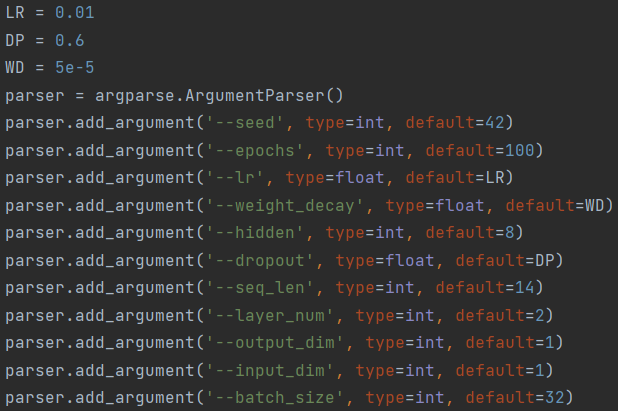 LR = 0.01
DP = 0.6
WD = 5e-5
parser = argparse.ArgumentParser()
parser.add_argument('--seed', type=int, default=42)
parser.add_argument('--epochs', type=int, default=100)
parser.add_argument('--lr', type=float, default=LR)
parser.add_argument('--weight_decay', type=float, default=WD)
parser.add_argument('--hidden', type=int, default=8)
parser.add_argument('--dropout', type=float, default=DP)
parser.add_argument('--seq_len', type=int, default=14)
parser.add_argument('--layer_num', type=int, default=2)
parser.add_argument('--output_dim', type=int, default=1)
parser.add_argument('--input_dim', type=int, default=1)
parser.add_argument('--batch_size', type=int, default=32)